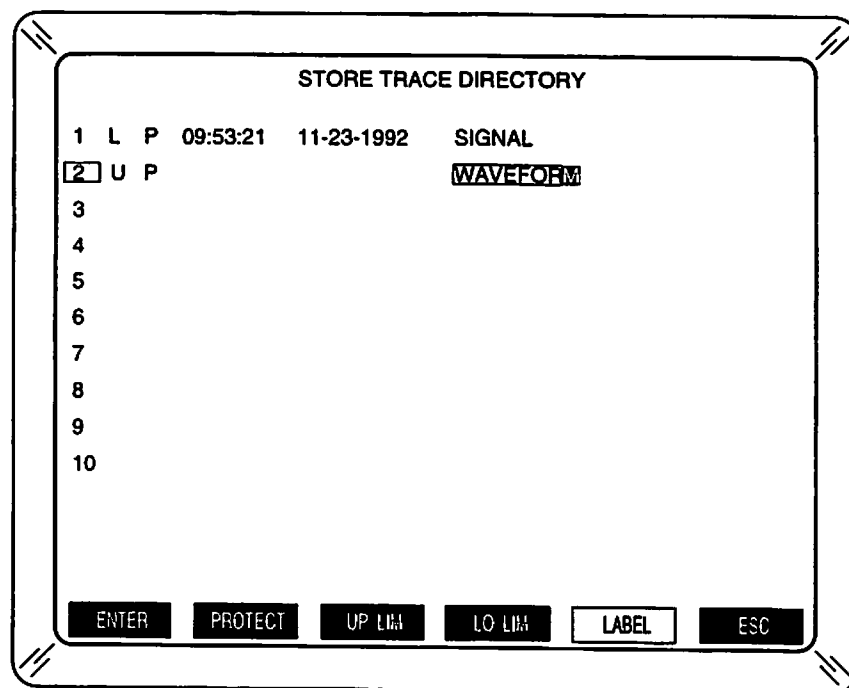 STORE TRACE DIRECTORY
1 L P 09:53:21 11-23-1992 SIGNAL
2 U P WAVEFORM
3
4
5
6
7
8
9
10
ENTER PROTECT UP LIM LO LIM LABEL ESC